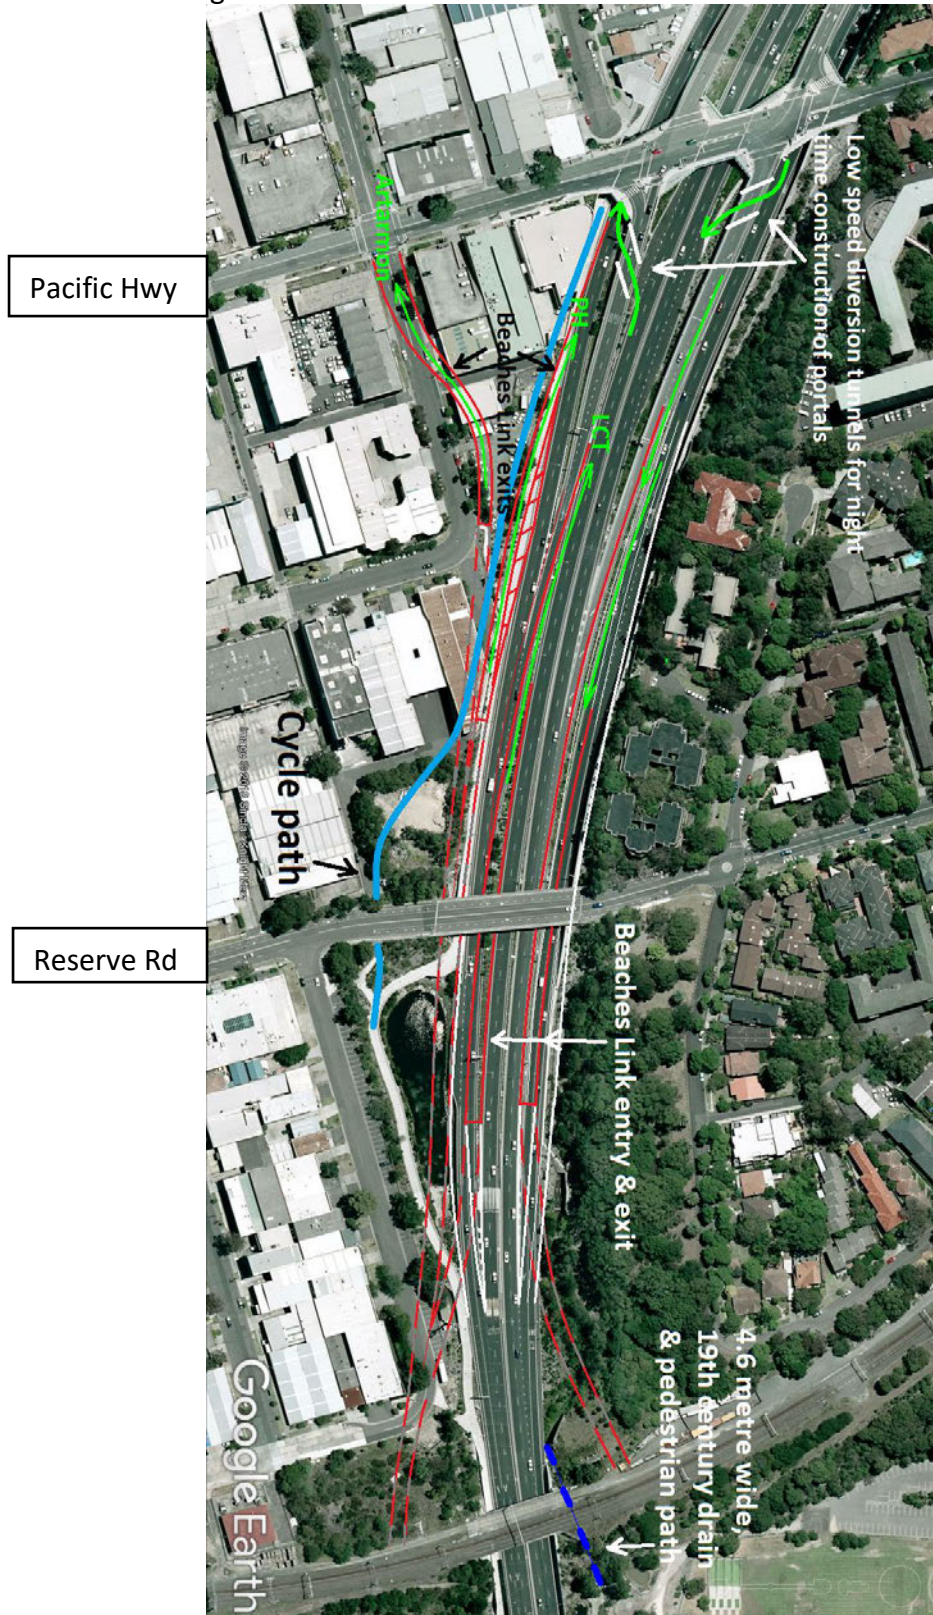 g
Low speed diversion tunnels for night
time construction of portals
Artarmon
Pacific Hwy
PH
Beaches Link exits
LCT
Cycle path
Reserve Rd
Beaches Link entry & exit
4.6 metre wide,
19th century drain
& pedestrian path
Google Earth